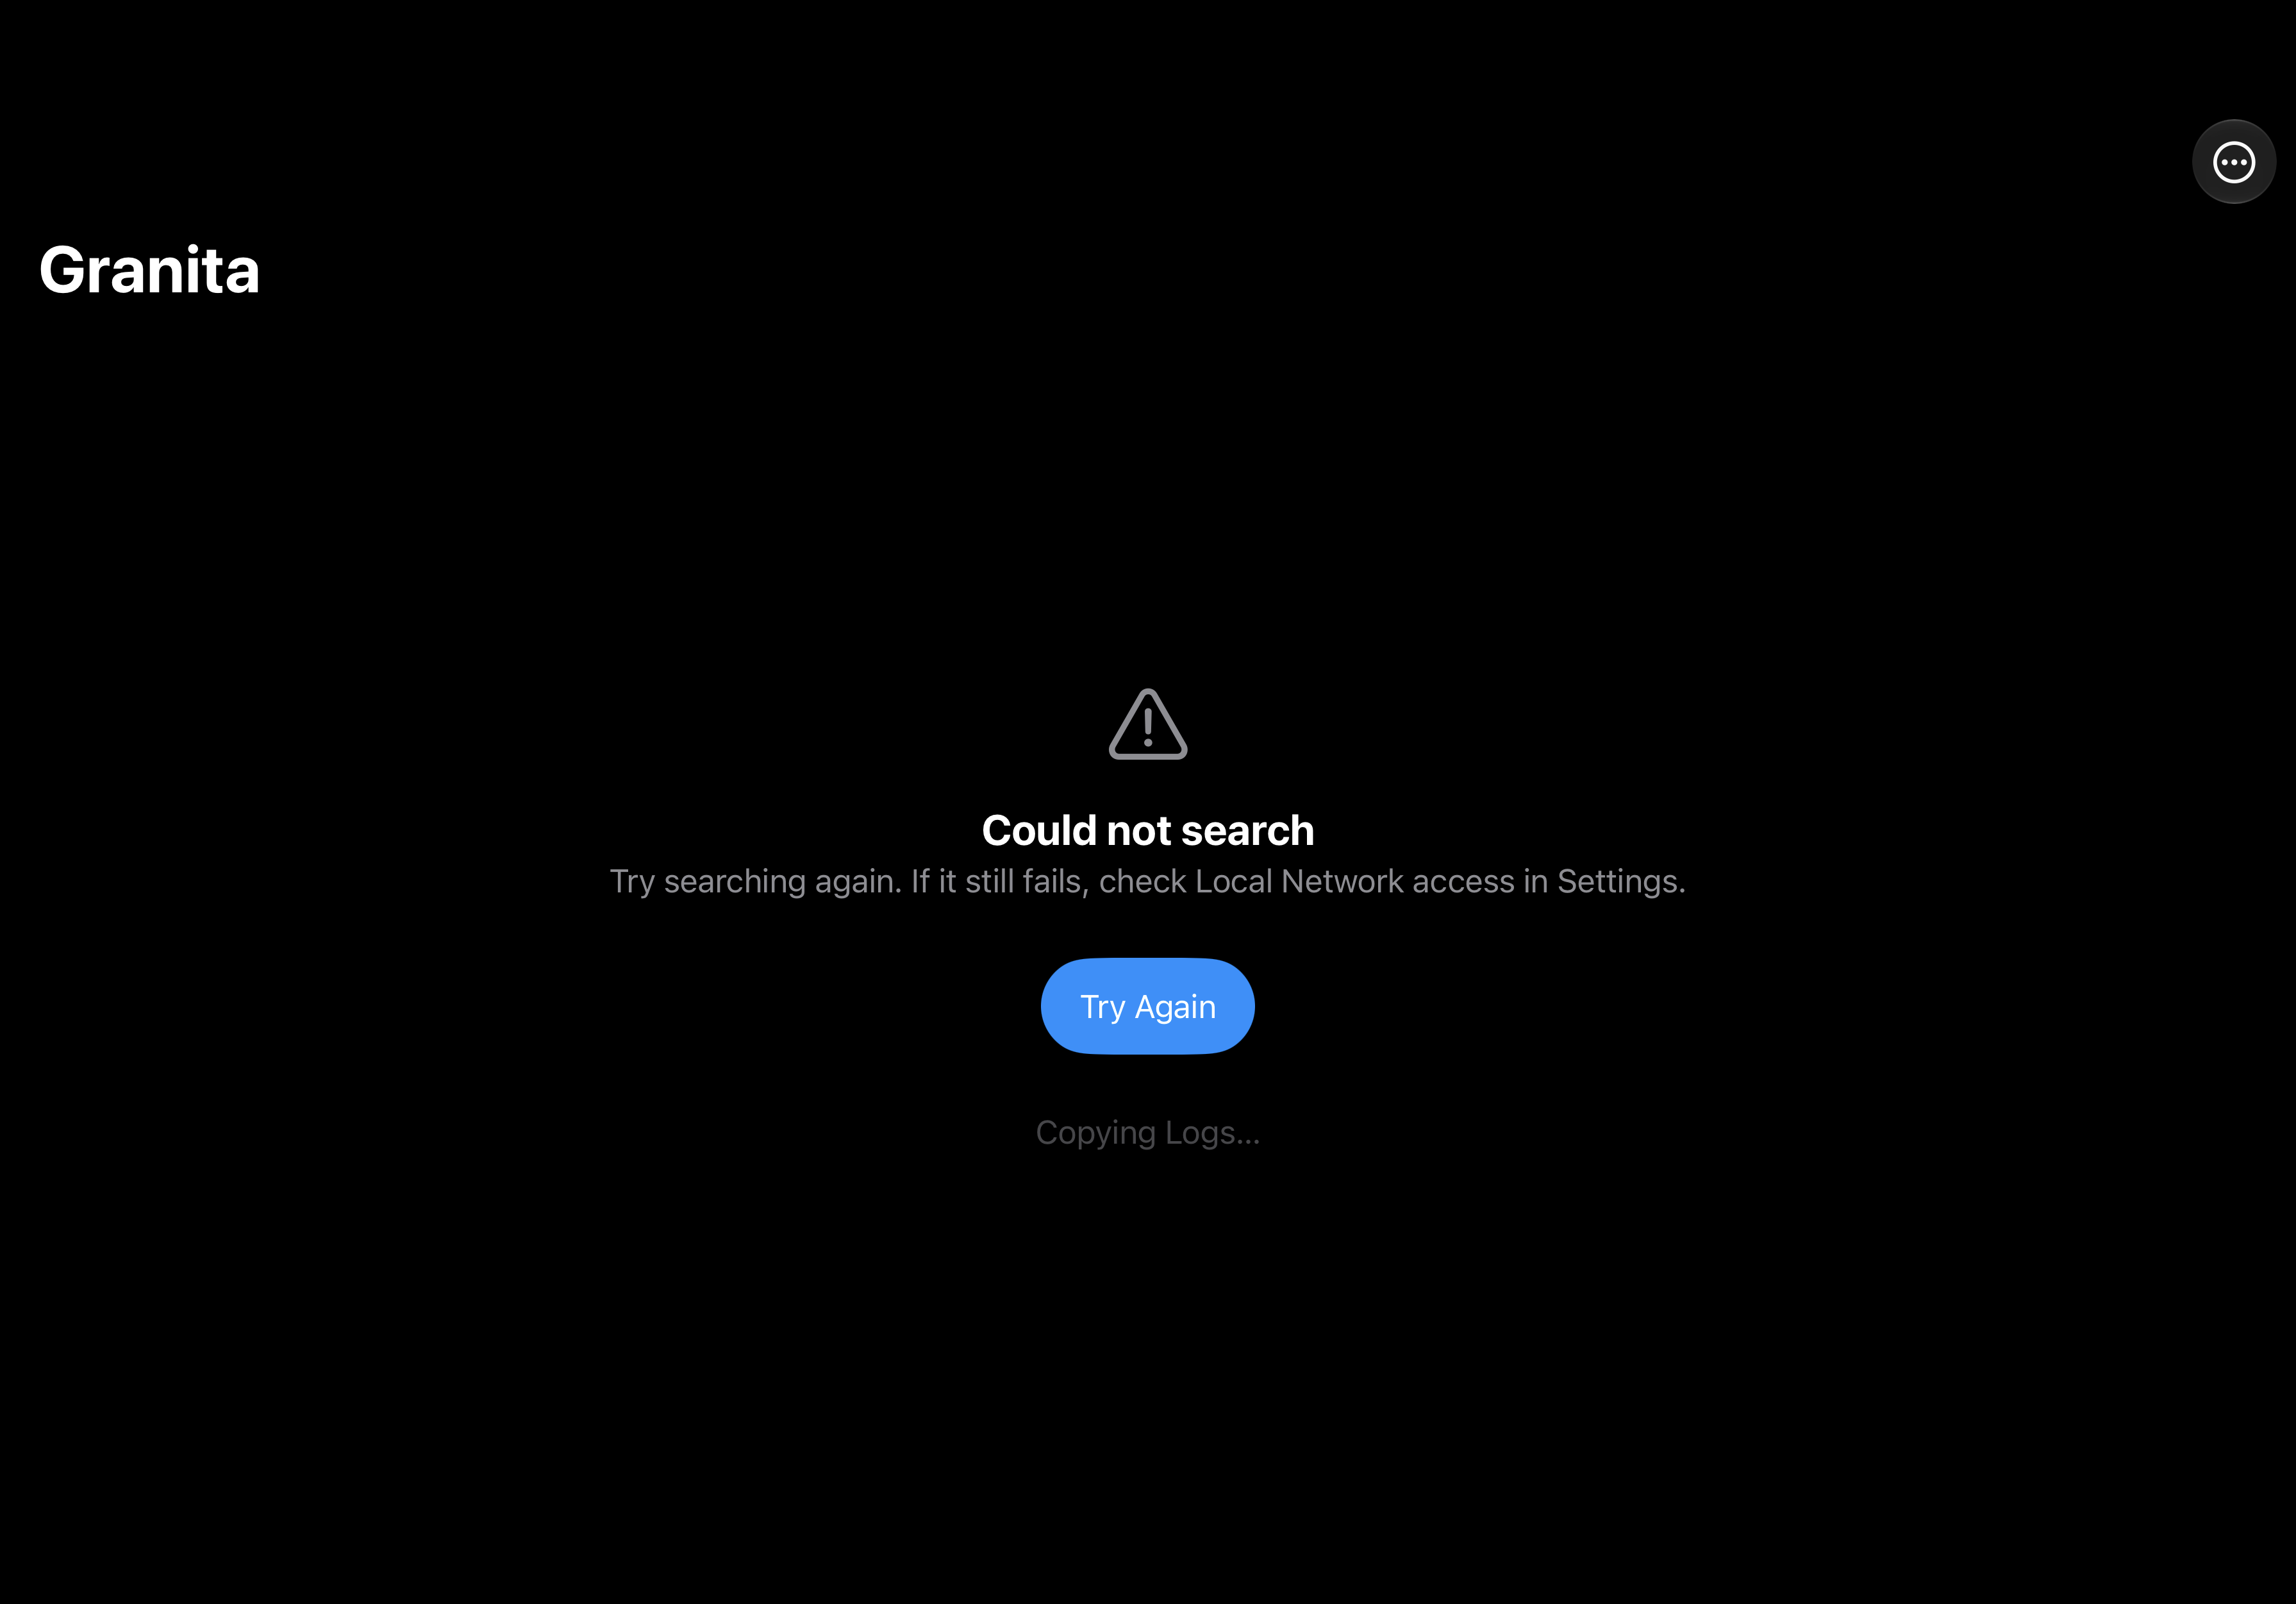 Granita
Could not search
Try searching again. If it still fails, check Local Network access in Settings.
Try Again
Copying Logs...